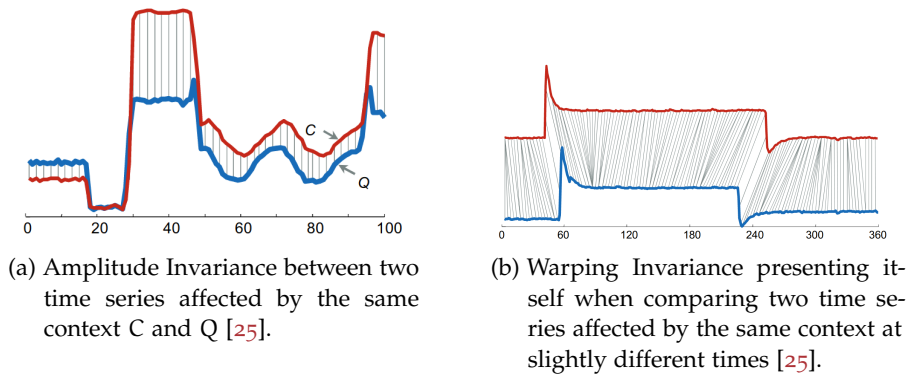 C
Q
0 20 40 60 80 100
(a) Amplitude Invariance between two
time series affected by the same
context C and Q [25].
0 60 120 180 240 300 360
(b) Warping Invariance presenting it-
self when comparing two time se-
ries affected by the same context at
slightly different times [25].